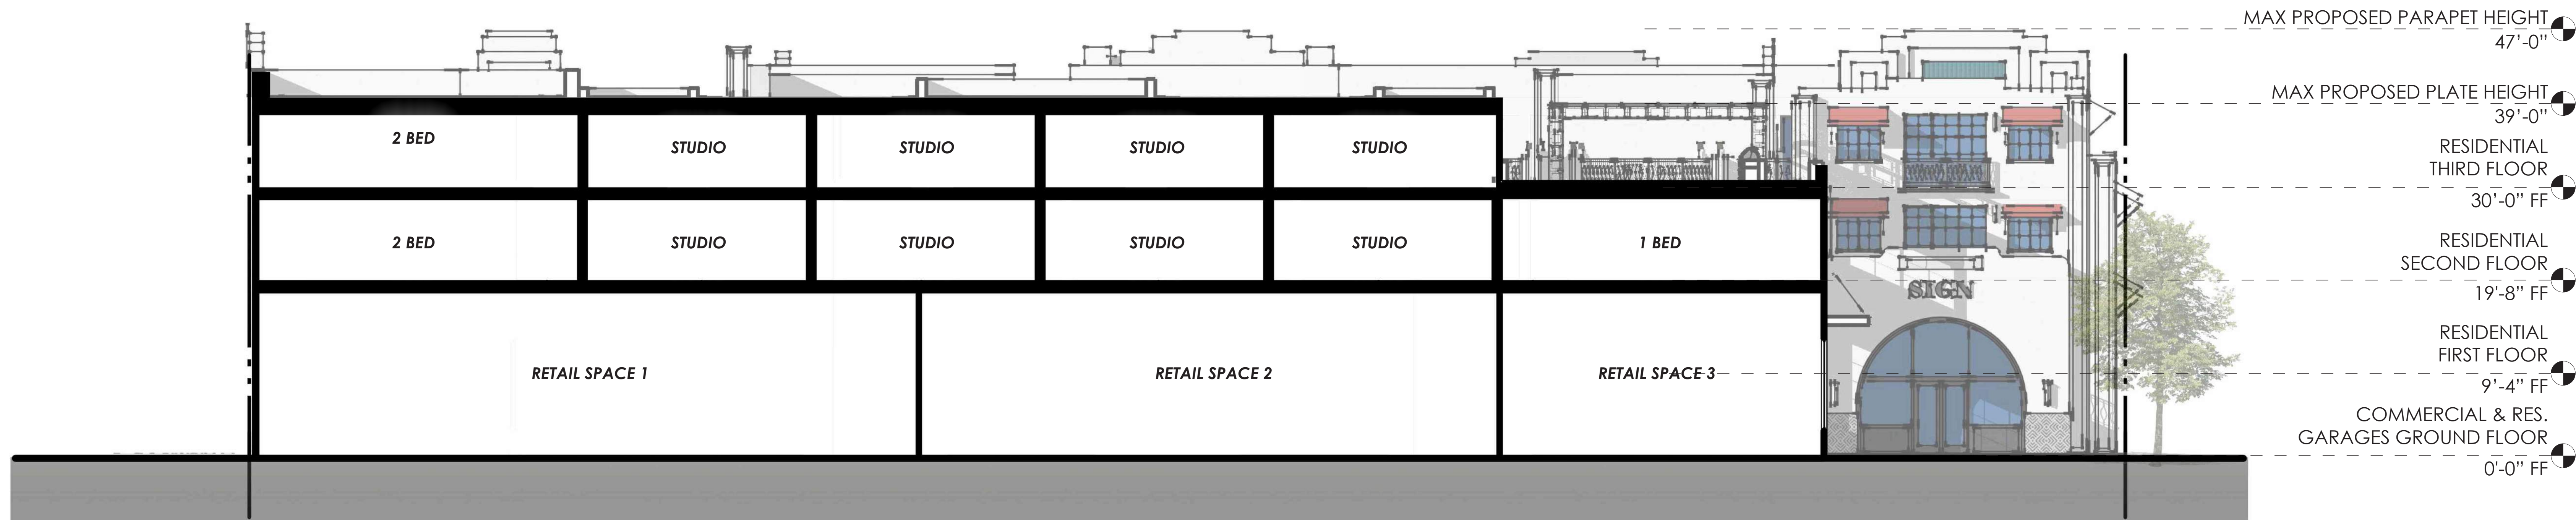 MAX PROPOSED PARAPET HEIGHT
47'-0"
MAX PROPOSED PLATE HEIGHT
39'-0"
RESIDENTIAL
THIRD FLOOR
30'-0" FF
RESIDENTIAL
SECOND FLOOR
19'-8" FF
RESIDENTIAL
FIRST FLOOR
9'-4" FF
COMMERCIAL & RES.
GARAGES GROUND FLOOR
0'-0" FF
2 BED
STUDIO
STUDIO
STUDIO
STUDIO
2 BED
STUDIO
STUDIO
STUDIO
STUDIO
1 BED
SIGN
RETAIL SPACE 1
RETAIL SPACE 2
RETAIL SPACE 3